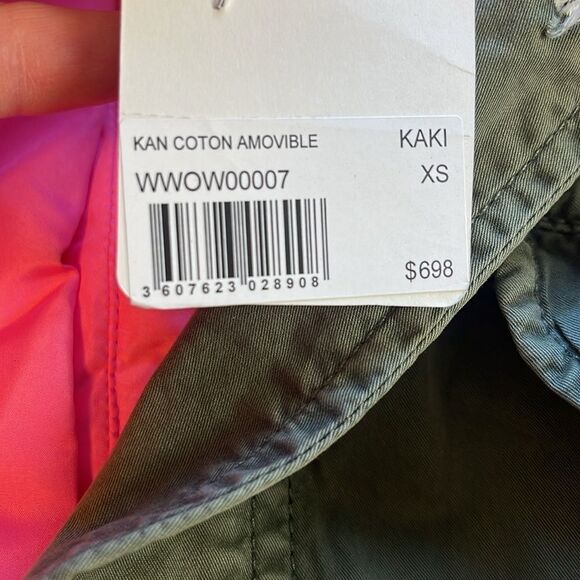 KAN COTON AMOVIBLE KAKI
WWOW00007 XS
3 607623 028908
$698